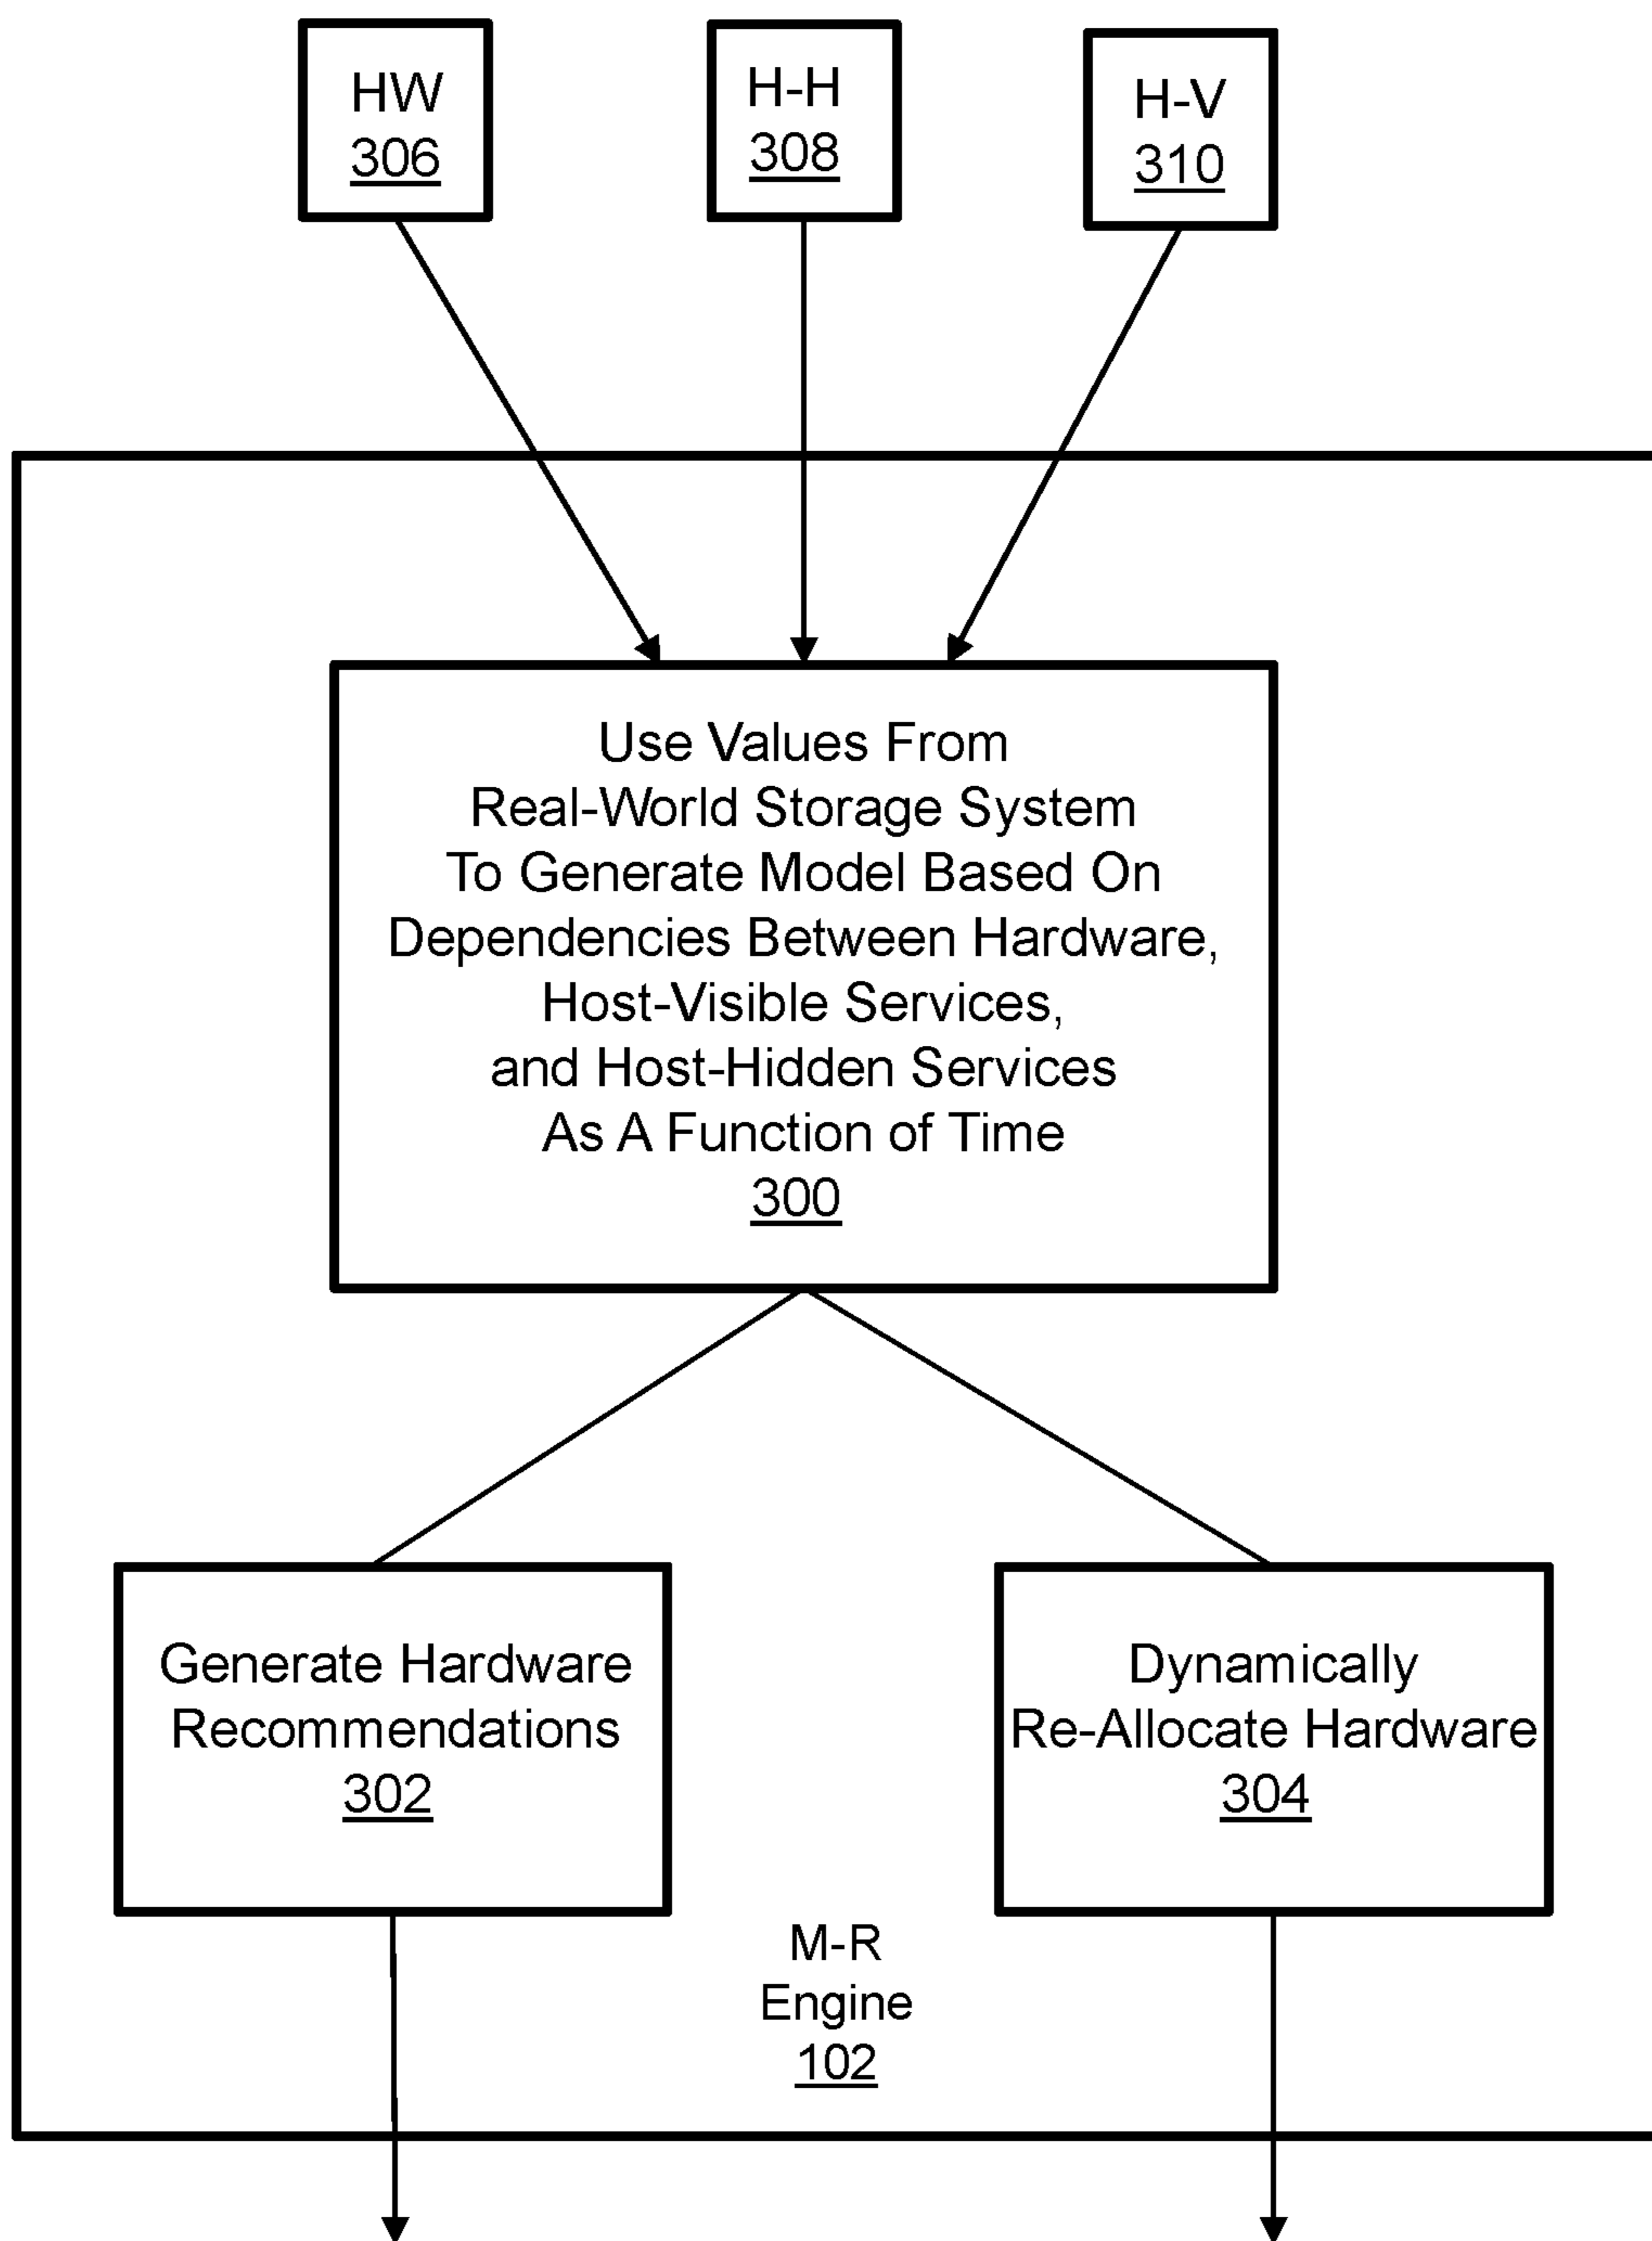 HW
306
H-H
308
H-V
310
Use Values From
Real-World Storage System
To Generate Model Based On
Dependencies Between Hardware,
Host-Visible Services,
and Host-Hidden Services
As A Function of Time
300
Generate Hardware
Recommendations
302
Dynamically
Re-Allocate Hardware
304
M-R
Engine
102